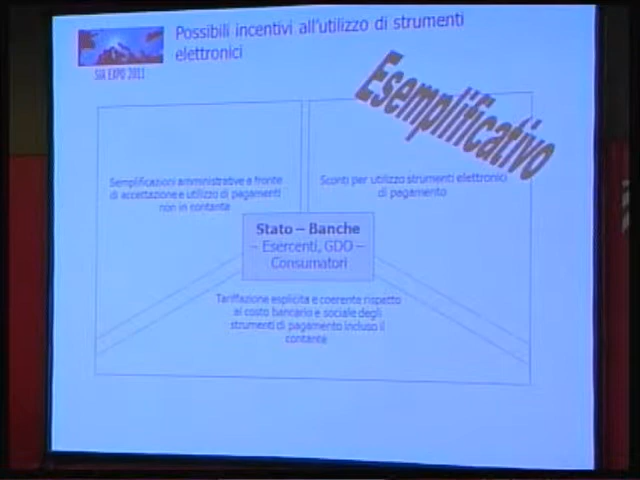 Possibili incentivi all'utilizzo di strumenti
elettronici
SIA EXPO 2011
Esemplificativo
Semplificazioni amministrative a fronte
di accettazione e utilizzo di pagamenti
non in contante
Sconti per utilizzo strumenti elettronici
di pagamento
Stato – Banche
– Esercenti, GDO –
Consumatori
Tariffazione esplicita e coerente rispetto
al costo bancario e sociale degli
strumenti di pagamento incluso il
contante